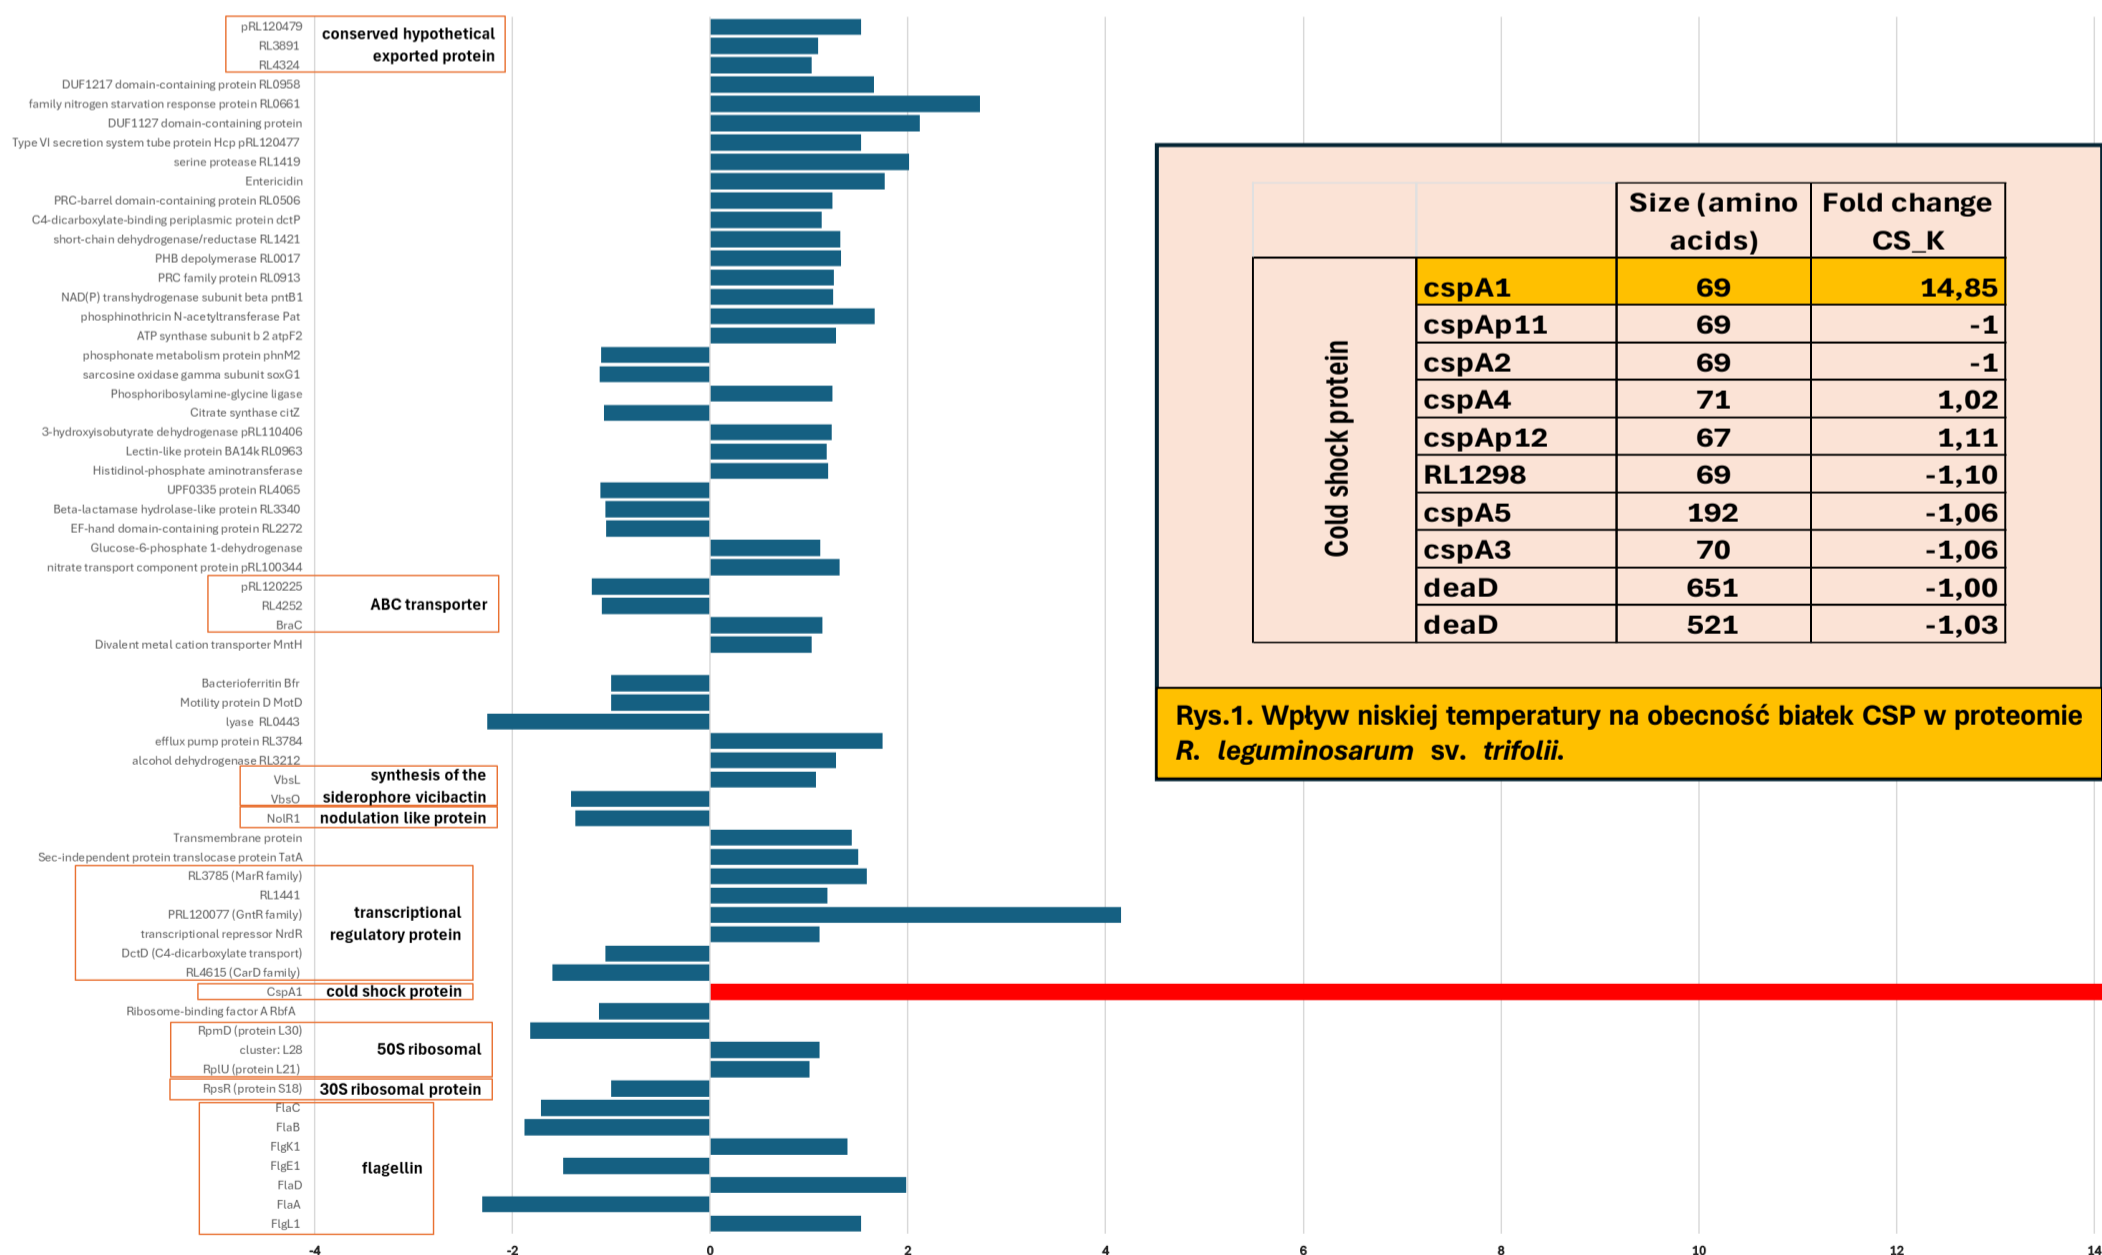 pRL120479
RL3891
RL4324
conserved hypothetical
exported protein
DUF1217 domain-containing protein RL0958
family nitrogen starvation response protein RL0661
DUF1127 domain-containing protein
Type VI secretion system tube protein Hcp pRL120477
serine protease RL1419
Entericidin
PRC-barrel domain-containing protein RL0506
C4-dicarboxylate-binding periplasmic protein dctP
short-chain dehydrogenase/reductase RL1421
PHB depolymerase RL0017
PRC family protein RL0913
NAD(P) transhydrogenase subunit beta pntB1
phosphinothricin N-acetyltransferase Pat
ATP synthase subunit b 2 atpF2
phosphonate metabolism protein phnM2
sarcosine oxidase gamma subunit soxG1
Phosphoribosylamine-glycine ligase
Citrate synthase citZ
3-hydroxyisobutyrate dehydrogenase pRL110406
Lectin-like protein BA14k RL0963
Histidinol-phosphate aminotransferase
UPF0335 protein RL4065
Beta-lactamase hydrolase-like protein RL3340
EF-hand domain-containing protein RL2272
Glucose-6-phosphate 1-dehydrogenase
nitrate transport component protein pRL100344
pRL120225
RL4252
BraC
ABC transporter
Divalent metal cation transporter MntH
Bacterioferritin Bfr
Motility protein D MotD
lyase RL0443
efflux pump protein RL3784
alcohol dehydrogenase RL3212
VbsL
VbsO
synthesis of the
siderophore vicibactin
NolR1 nodulation like protein
Transmembrane protein
Sec-independent protein translocase protein TatA
RL3785 (MarR family)
RL1441
PRL120077 (GntR family)
transcriptional repressor NrdR
DctD (C4-dicarboxylate transport)
RL4615 (CarD family)
transcriptional
regulatory protein
CspA1 cold shock protein
Ribosome-binding factor A RbfA
RpmD (protein L30)
cluster: L28
RplU (protein L21)
50S ribosomal
RpsR (protein S18) 30S ribosomal protein
FlaC
FlaB
FlgK1
FlgE1
FlaD
FlaA
FlgL1
flagellin
-4 -2 0 2 4 6 8 10 12 14
Size (amino
acids)
Fold change
CS_K
Cold shock protein
cspA1 69 14,85
cspAp11 69 -1
cspA2 69 -1
cspA4 71 1,02
cspAp12 67 1,11
RL1298 69 -1,10
cspA5 192 -1,06
cspA3 70 -1,06
deaD 651 -1,00
deaD 521 -1,03
Rys.1. Wpływ niskiej temperatury na obecność białek CSP w proteomie
R. leguminosarum sv. trifolii.